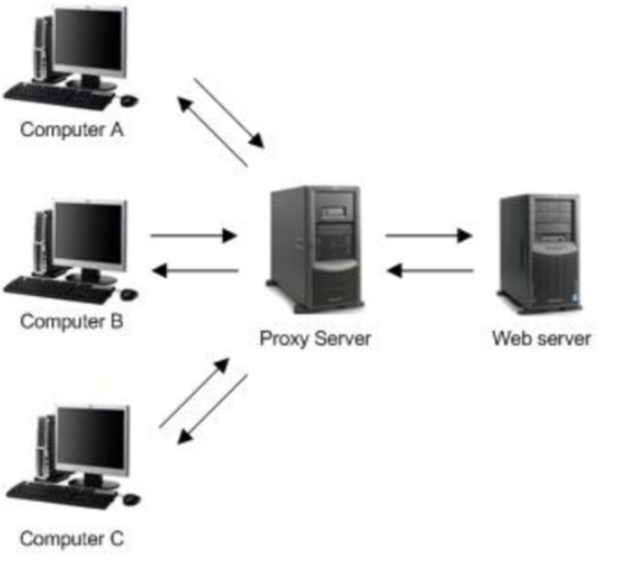 Computer A
Computer B
Proxy Server
Web server
Computer C